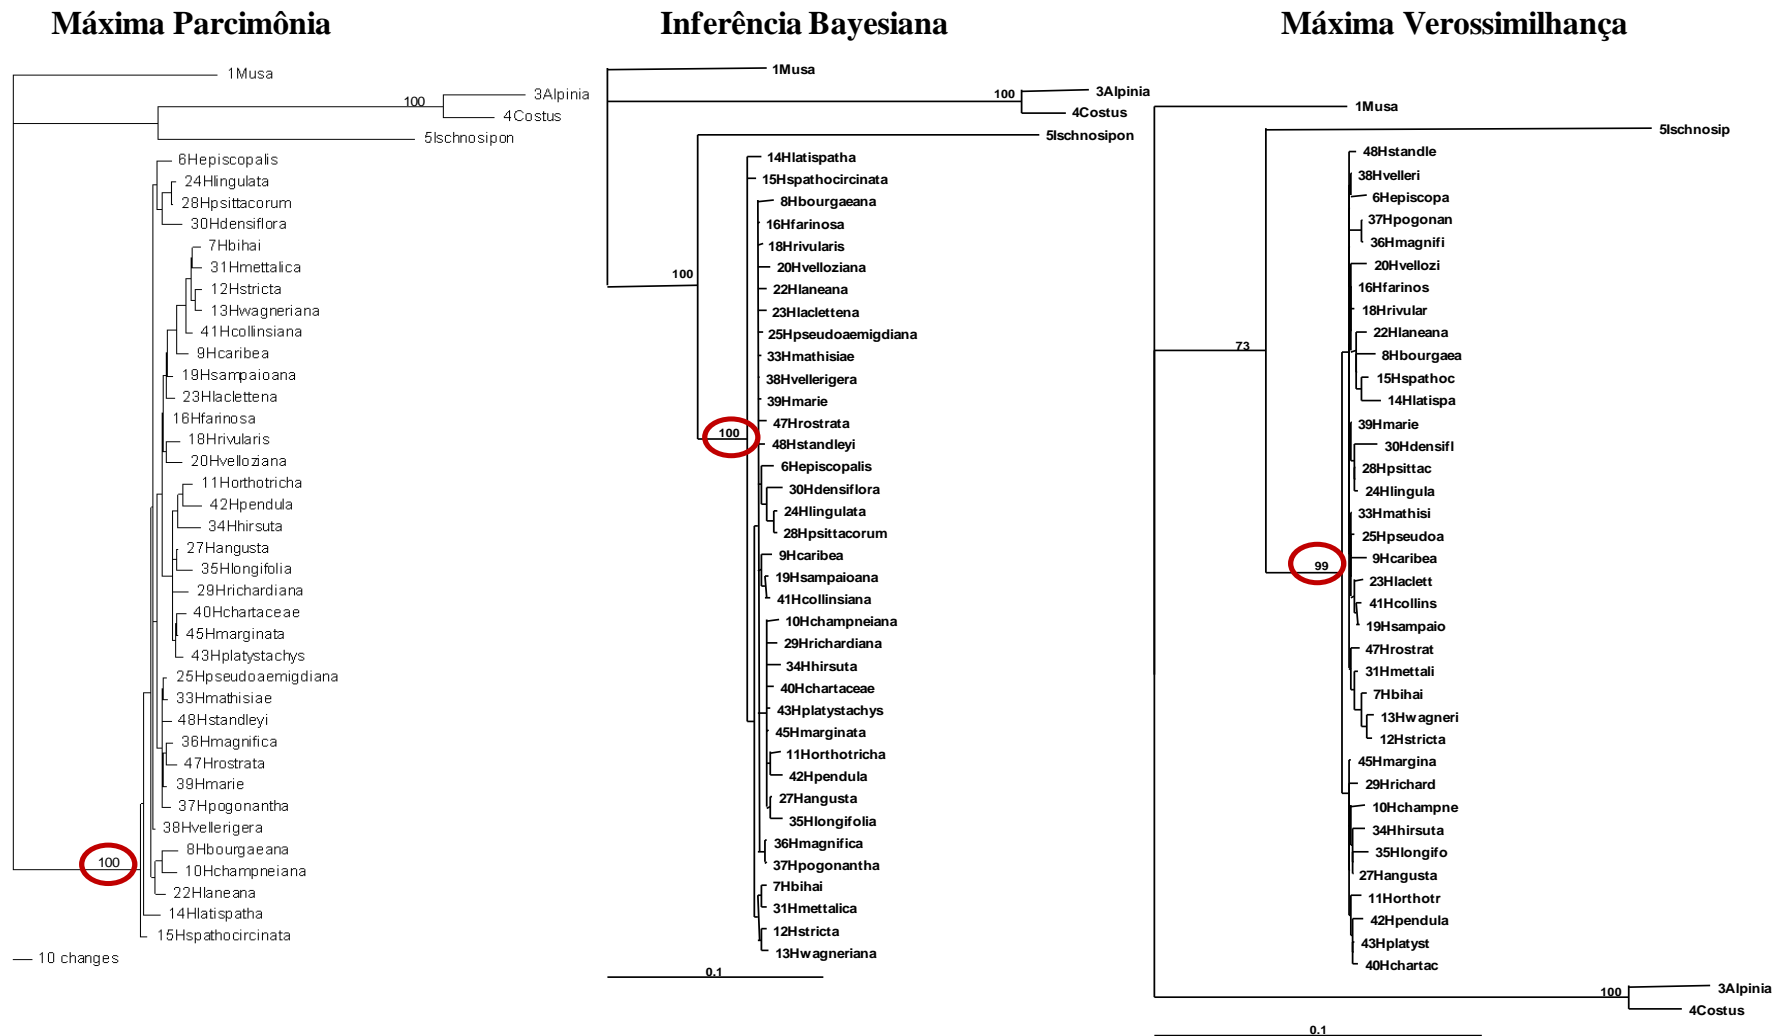 Máxima Parcimônia
1Musa
100
3Alpinia
4Costus
5Ischnosipon
6Hepiscopalis
24Hlingulata
28Hpsittacorum
30Hdensiflora
7Hbihai
31Hmettalica
12Hstricta
13Hwagneriana
41Hcollinsiana
9Hcaribea
19Hsampaioana
23Hlaclettena
16Hfarinosa
18Hrivularis
20Hvelloziana
11Horthotricha
42Hpendula
34Hhirsuta
27Hangusta
35Hlongifolia
29Hrichardiana
40Hchartaceae
45Hmarginata
43Hplatystachys
25Hpseudoaemigdiana
33Hmathisiae
48Hstandleyi
36Hmagnifica
47Hrostrata
39Hmarie
37Hpogonantha
38Hvellerigera
8Hbourgaeana
100
10Hchampneiana
22Hlaneana
14Hlatispatha
15Hspathocircinata
10 changes
Inferência Bayesiana
1Musa
100
3Alpinia
4Costus
5Ischnosipon
14Hlatispatha
15Hspathocircinata
8Hbourgaeana
16Hfarinosa
18Hrivularis
20Hvelloziana
100
22Hlaneana
23Hlaclettena
25Hpseudoaemigdiana
33Hmathisiae
38Hvellerigera
39Hmarie
47Hrostrata
100
48Hstandleyi
6Hepiscopalis
30Hdensiflora
24Hlingulata
28Hpsittacorum
9Hcaribea
19Hsampaioana
41Hcollinsiana
10Hchampneiana
29Hrichardiana
34Hhirsuta
40Hchartaceae
43Hplatystachys
45Hmarginata
11Horthotricha
42Hpendula
27Hangusta
35Hlongifolia
36Hmagnifica
37Hpogonantha
7Hbihai
31Hmettalica
12Hstricta
13Hwagneriana
0.1
Máxima Verossimilhança
1Musa
5Ischnosip
48Hstandle
38Hvelleri
6Hepiscopa
37Hpogonan
36Hmagnifi
20Hvellozi
16Hfarinos
18Hrivular
22Hlaneana
73
8Hbourgaea
15Hspathoc
14Hlatispa
39Hmarie
30Hdensifl
28Hpsittac
24Hlingula
33Hmathisi
25Hpseudoa
9Hcaribea
99
23Hlaclett
41Hcollins
19Hsampaio
47Hrostrat
31Hmettali
7Hbihai
13Hwagneri
12Hstricta
45Hmargina
29Hrichard
10Hchampne
34Hhirsuta
35Hlongifo
27Hangusta
11Horthotr
42Hpendula
43Hplatyst
40Hchartac
100
3Alpinia
4Costus
0.1